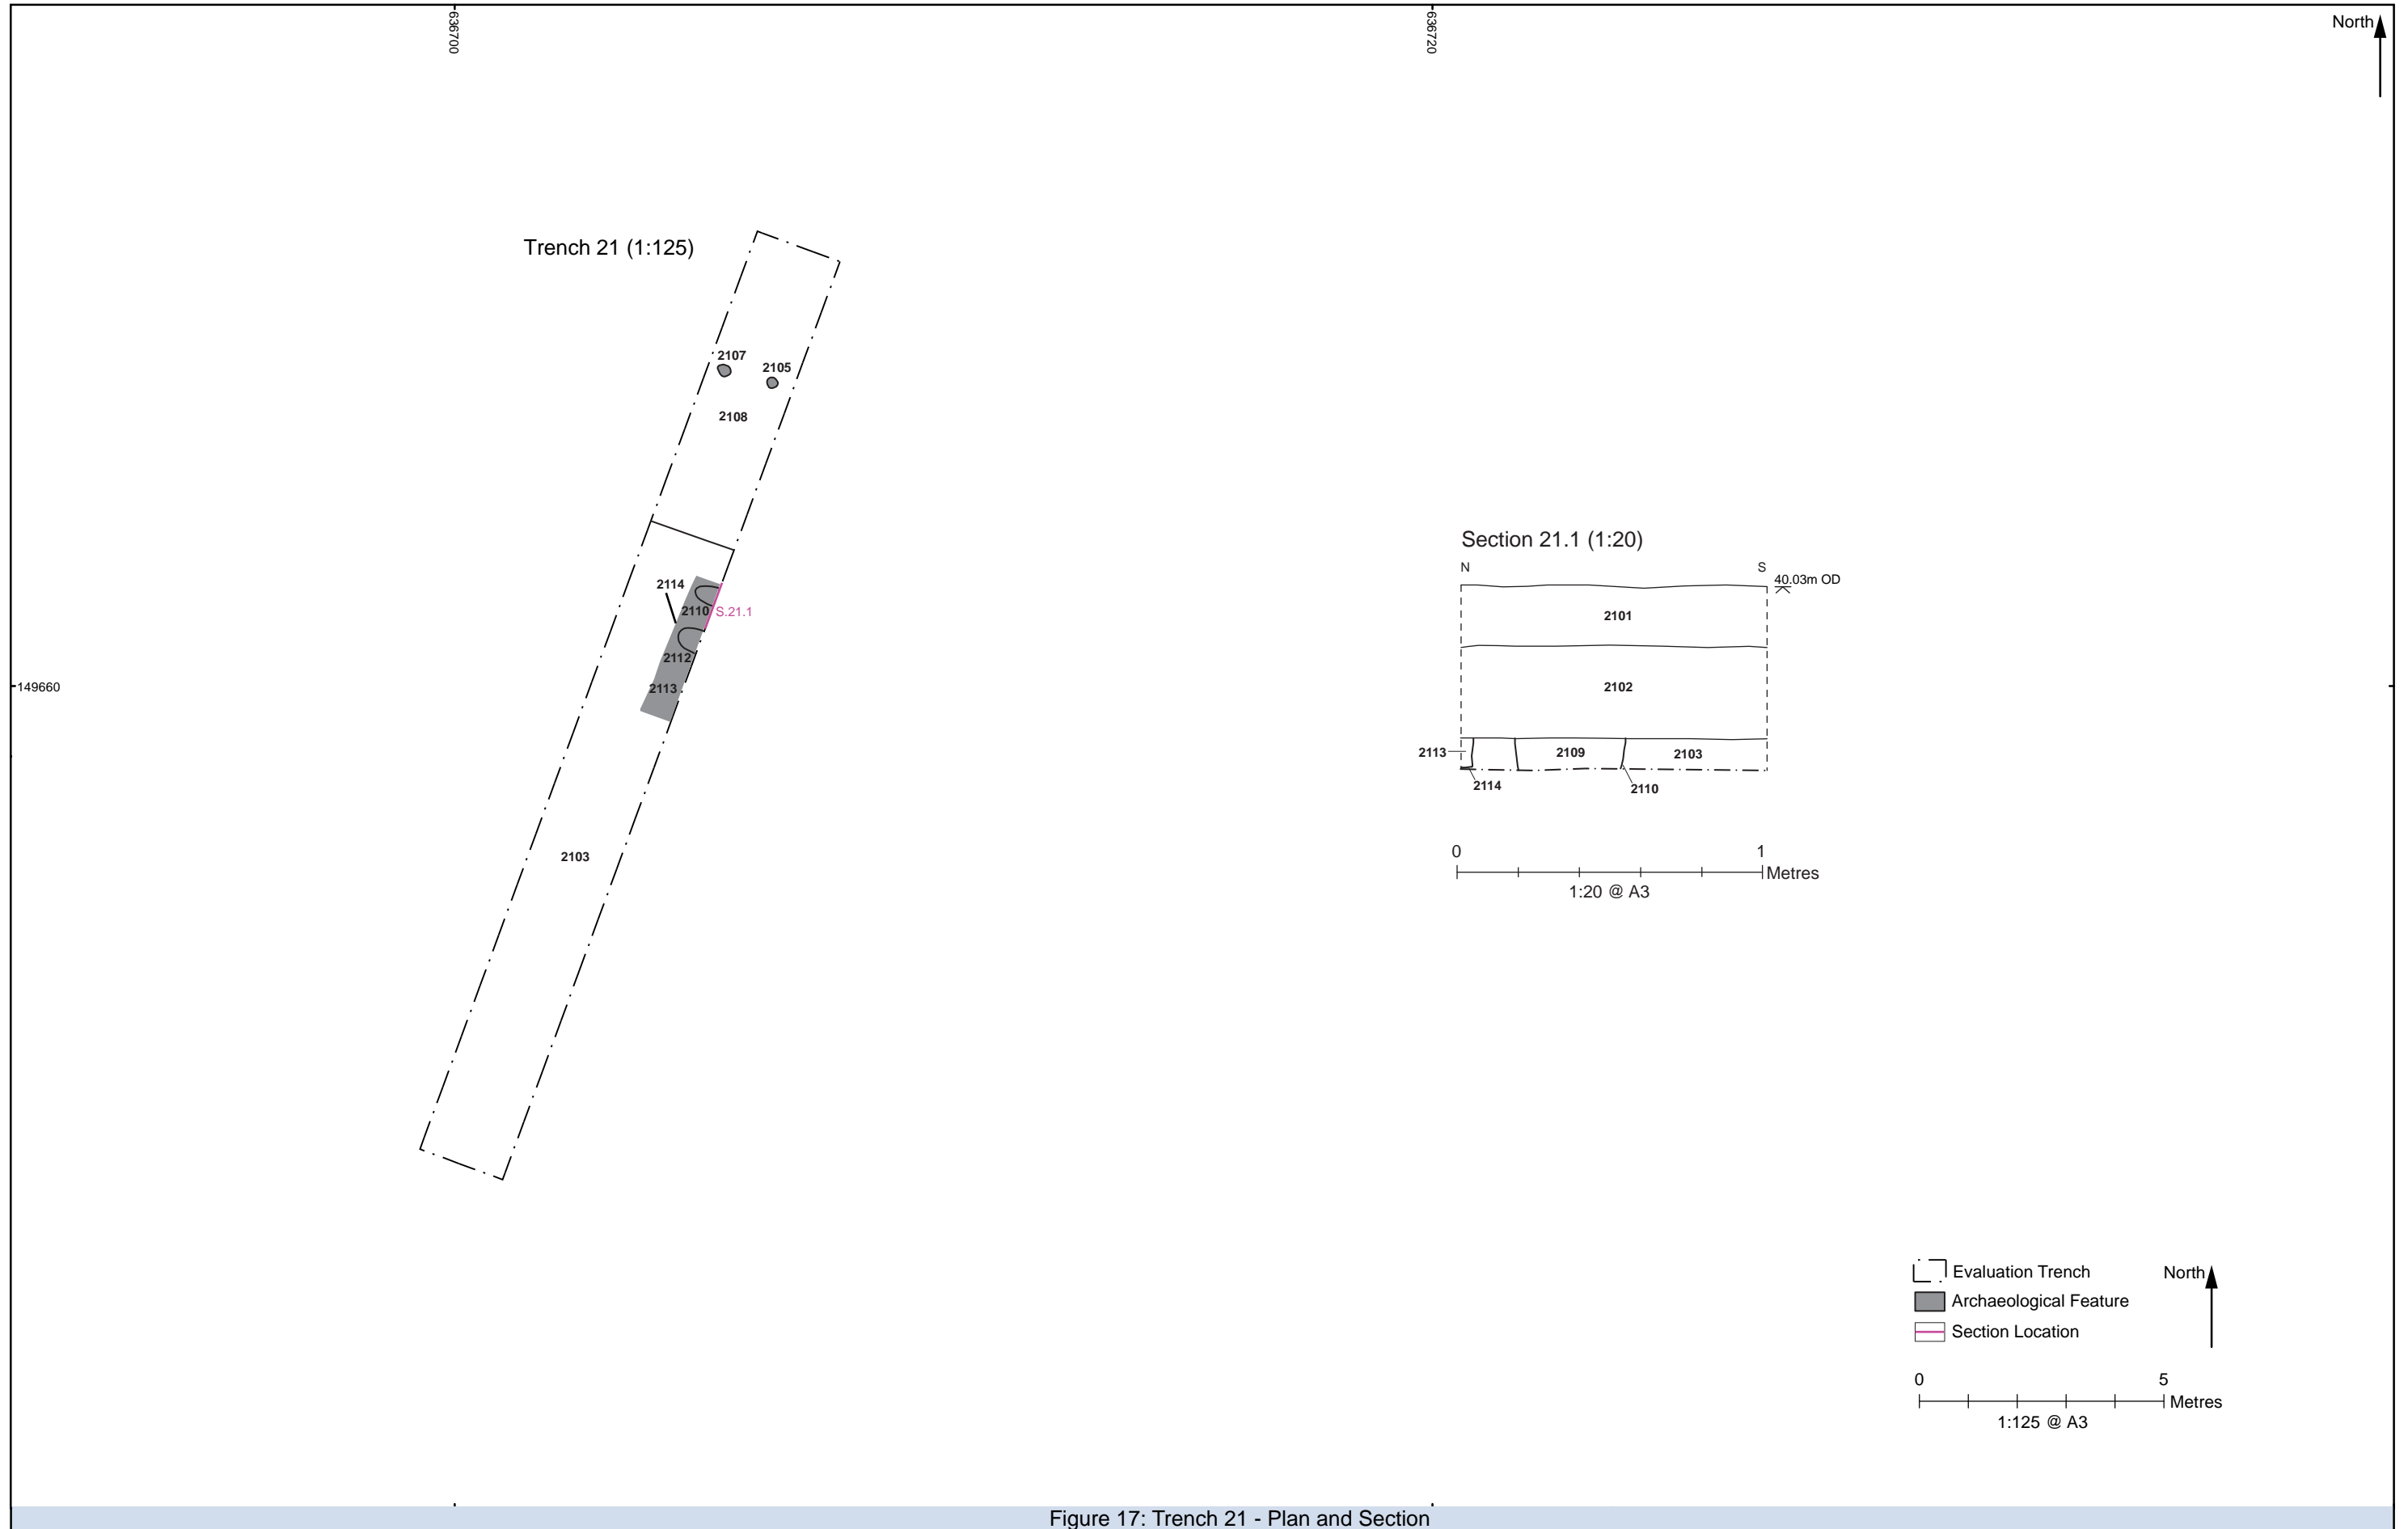 636700
636720
North
Trench 21 (1:125)
2107
2105
2108
2114
2110
S.21.1
2112
2113
149660
2103
Section 21.1 (1:20)
N
S
40.03m OD
2101
2102
2113
2109
2103
2114
2110
0
1
Metres
1:20 @ A3
Evaluation Trench
North
Archaeological Feature
Section Location
0
5
Metres
1:125 @ A3
Figure 17: Trench 21 - Plan and Section